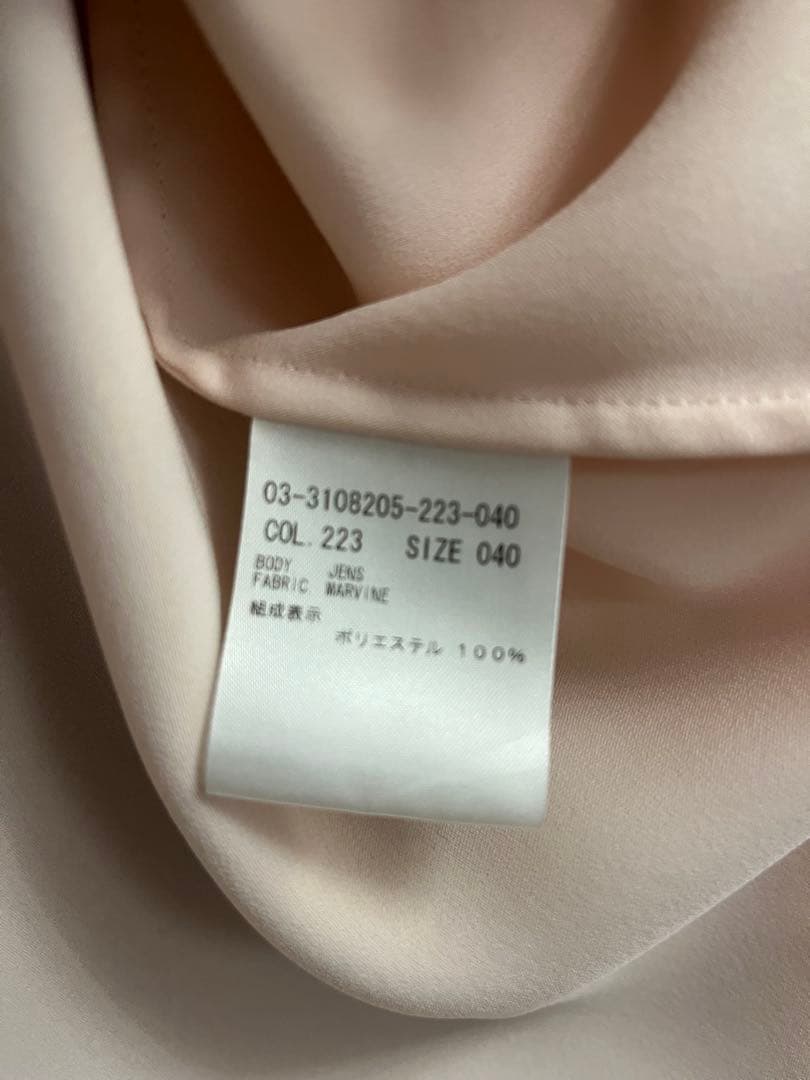 03-3108205-223-040
COL. 223 SIZE 040
BODY JENS
FABRIC MARVINE
組成表示
ポリエステル 100%